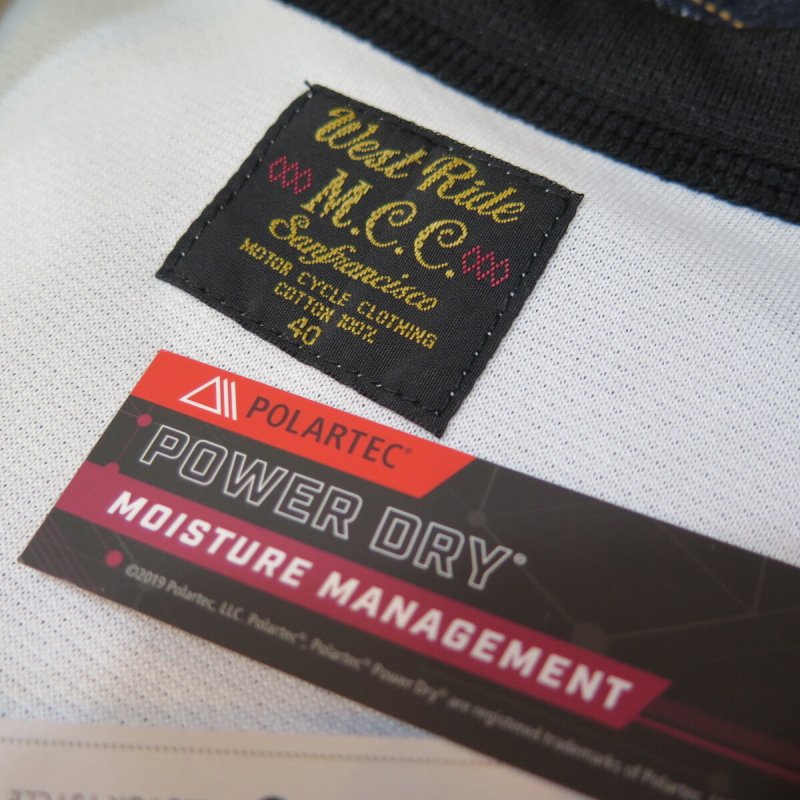 West Ride
M.C.C.
Sanfrancisco
MOTOR CYCLE CLOTHING
COTTON 100%
40
POLARTEC®
POWER DRY®
MOISTURE MANAGEMENT
©2019 Polartec, LLC. Polartec®, Polartec® Power Dry® are registered trademarks of Polartec,